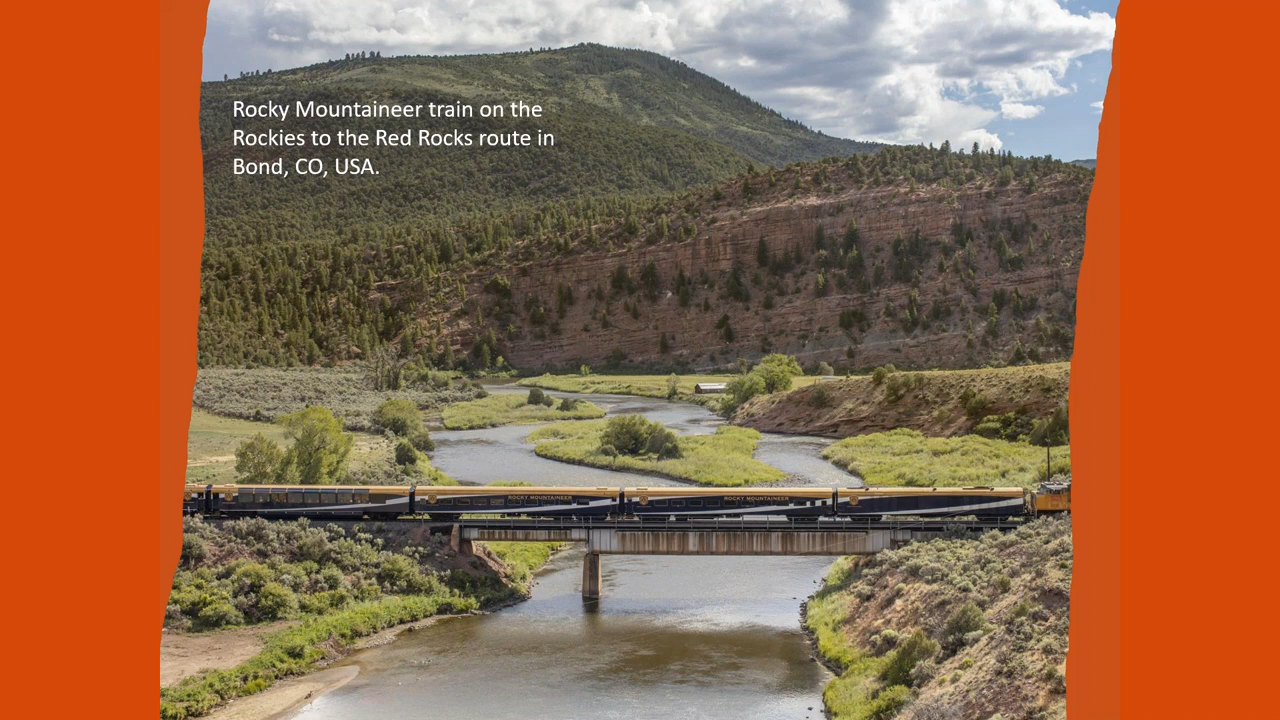 Rocky Mountaineer train on the
Rockies to the Red Rocks route in
Bond, CO, USA.
ROCKY MOUNTAINEER
ROCKY MOUNTAINEER